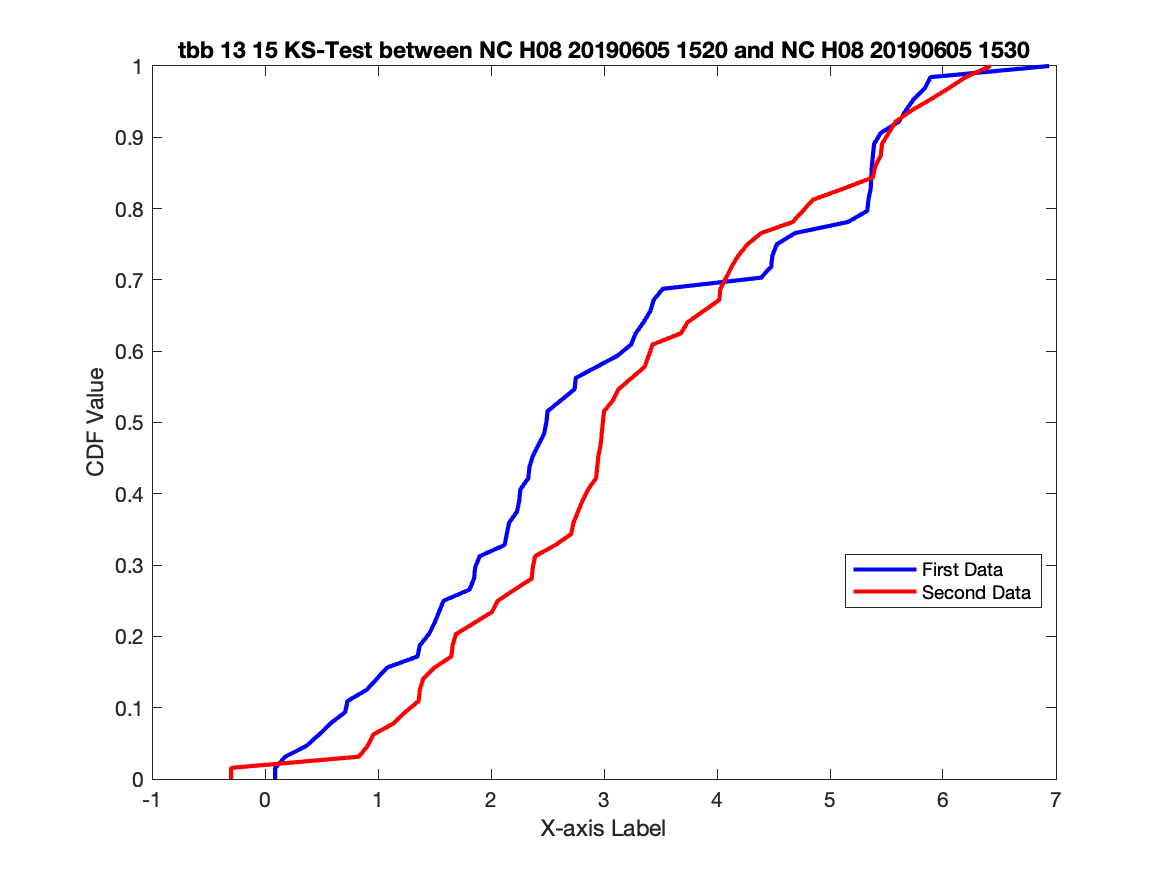 tbb 13 15 KS-Test between NC H08 20190605 1520 and NC H08 20190605 1530
1
0.9
0.8
0.7
0.6
0.5
0.4
0.3
0.2
0.1
0
CDF Value
First Data
Second Data
-1 0 1 2 3 4 5 6 7
X-axis Label